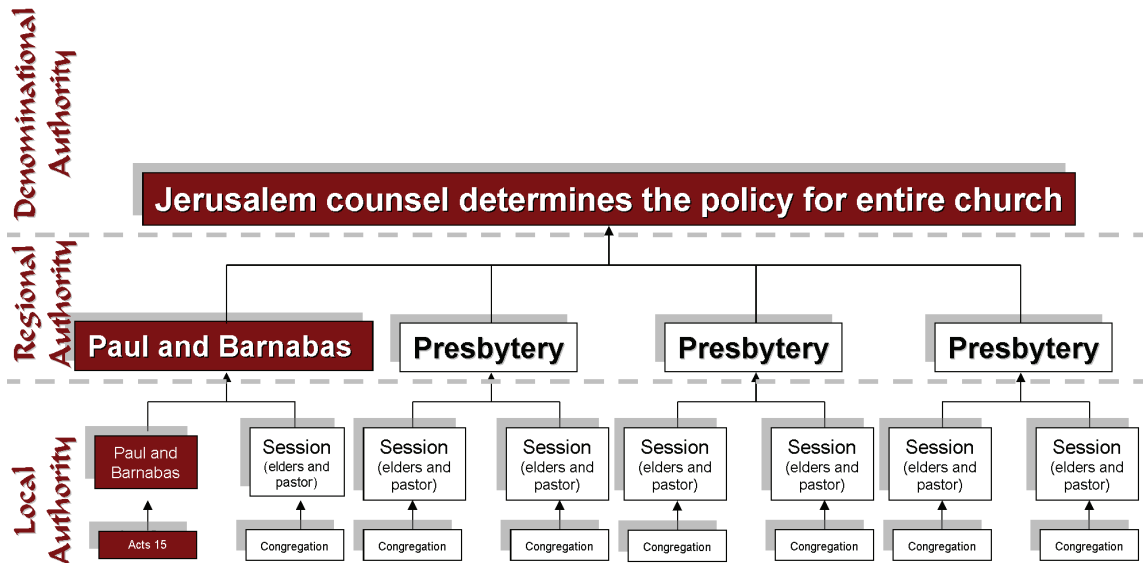 Denominational
Authority
Jerusalem counsel determines the policy for entire church
Regional
Authority
Paul and Barnabas
Presbytery
Presbytery
Presbytery
Local
Authority
Paul and
Barnabas
Session
(elders and
pastor)
Session
(elders and
pastor)
Session
(elders and
pastor)
Session
(elders and
pastor)
Session
(elders and
pastor)
Session
(elders and
pastor)
Session
(elders and
pastor)
Acts 15
Congregation
Congregation
Congregation
Congregation
Congregation
Congregation
Congregation